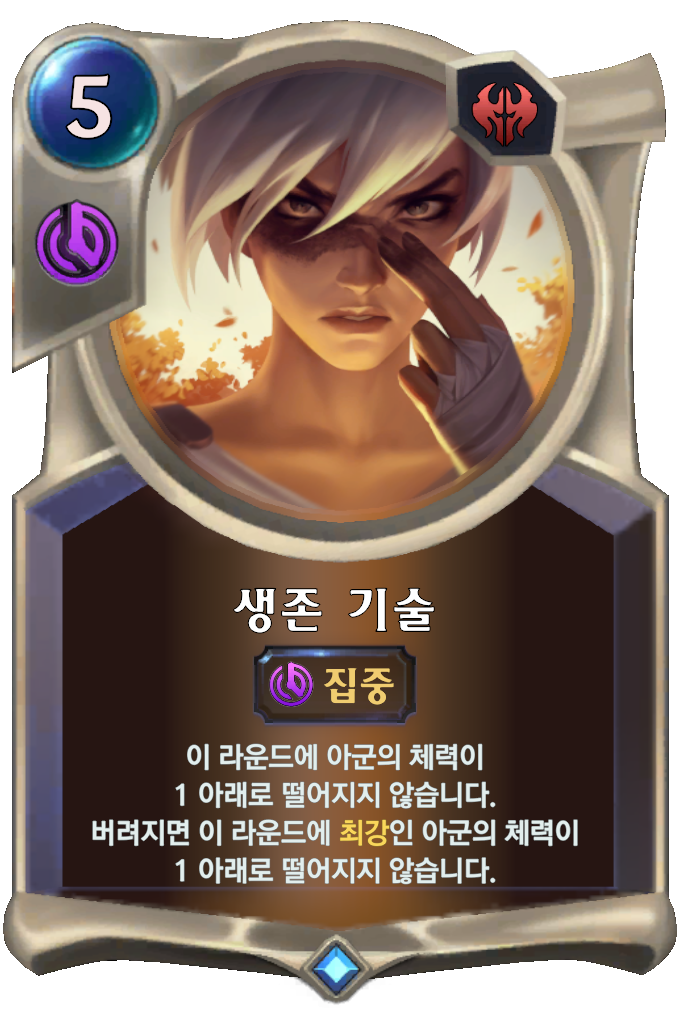 5
생존 기술
집중
이 라운드에 아군의 체력이
1 아래로 떨어지지 않습니다.
버려지면 이 라운드에 최강인 아군의 체력이
1 아래로 떨어지지 않습니다.